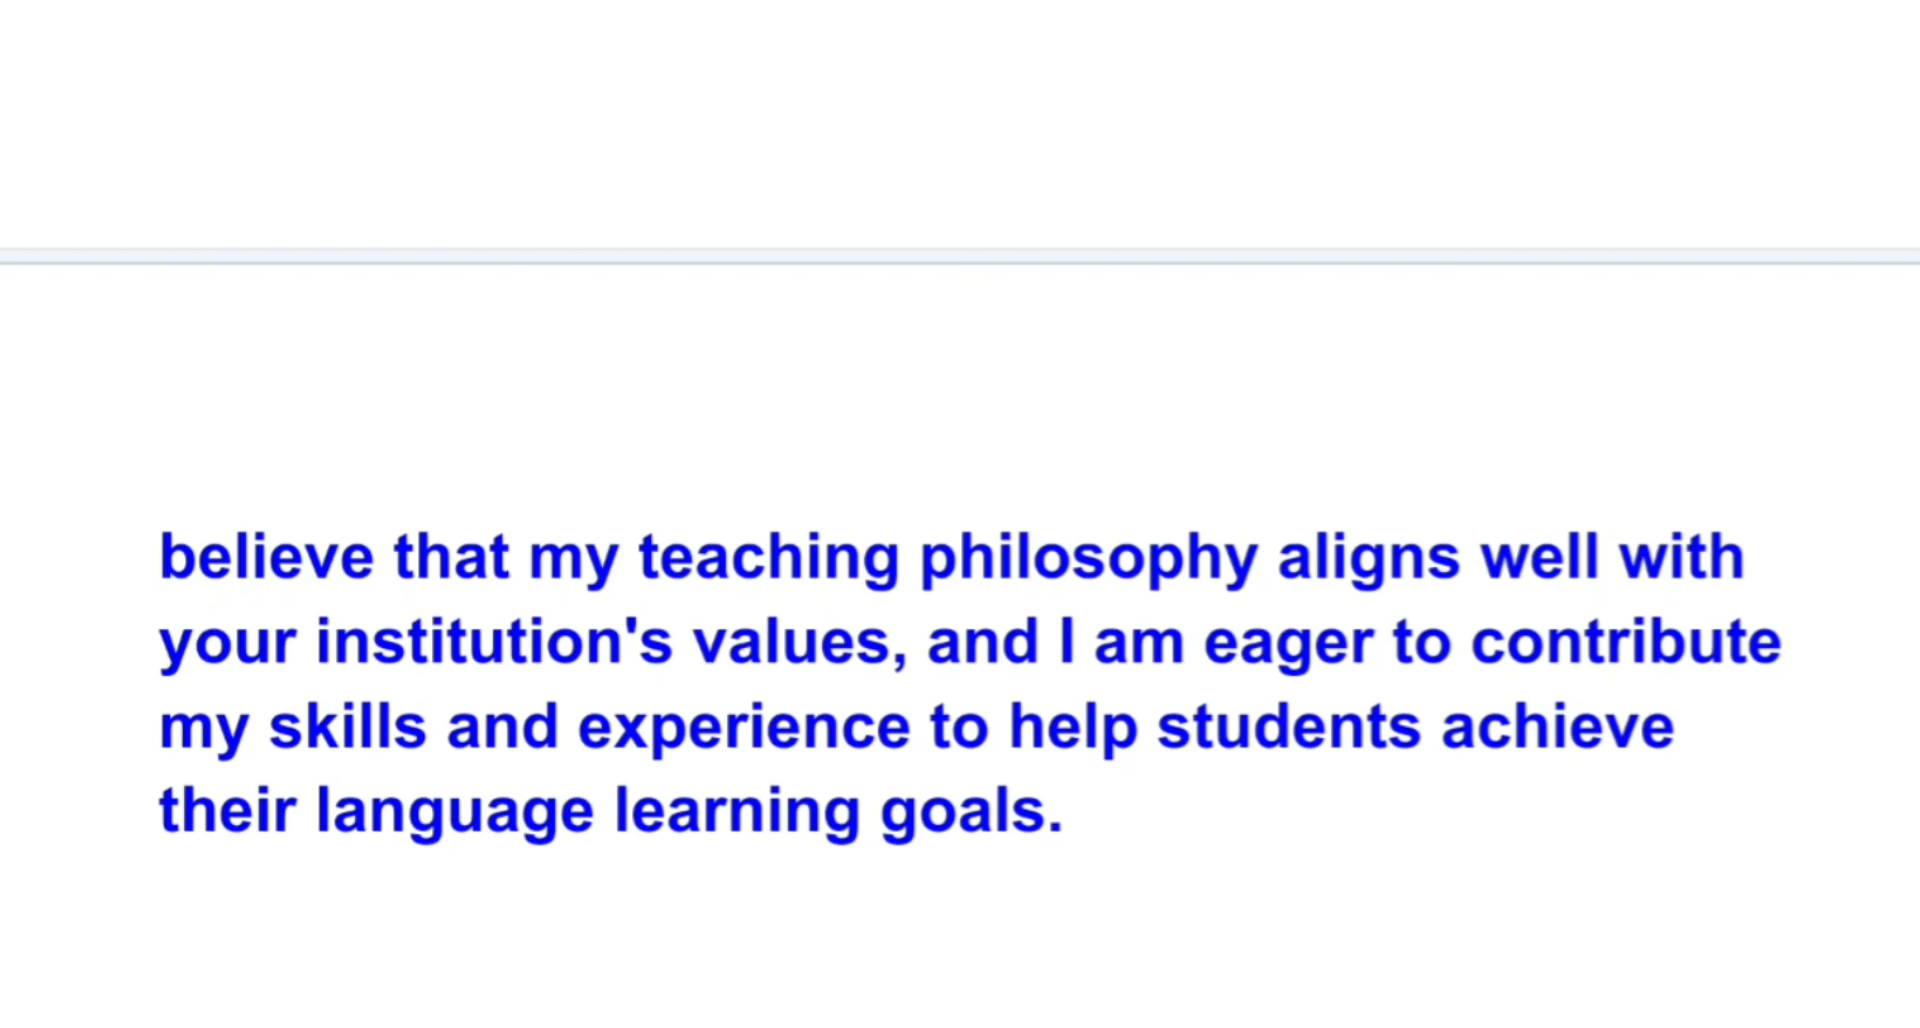 believe that my teaching philosophy aligns well with
your institution's values, and I am eager to contribute
my skills and experience to help students achieve
their language learning goals.